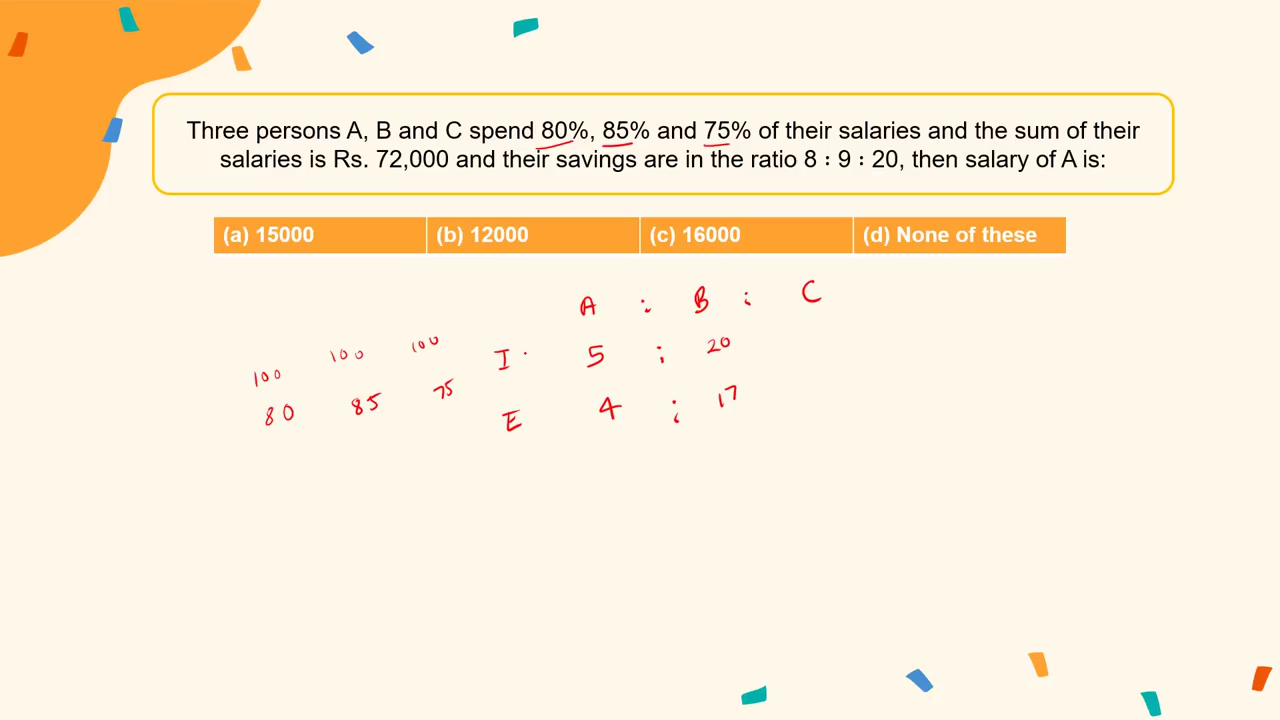 Three persons A, B and C spend 80%, 85% and 75% of their salaries and the sum of their
salaries is Rs. 72,000 and their savings are in the ratio 8 : 9 : 20, then salary of A is:
(a) 15000 (b) 12000 (c) 16000 (d) None of these
A : B : C
100 100 100 I 5 : 20
80 85 75 E 4 : 17